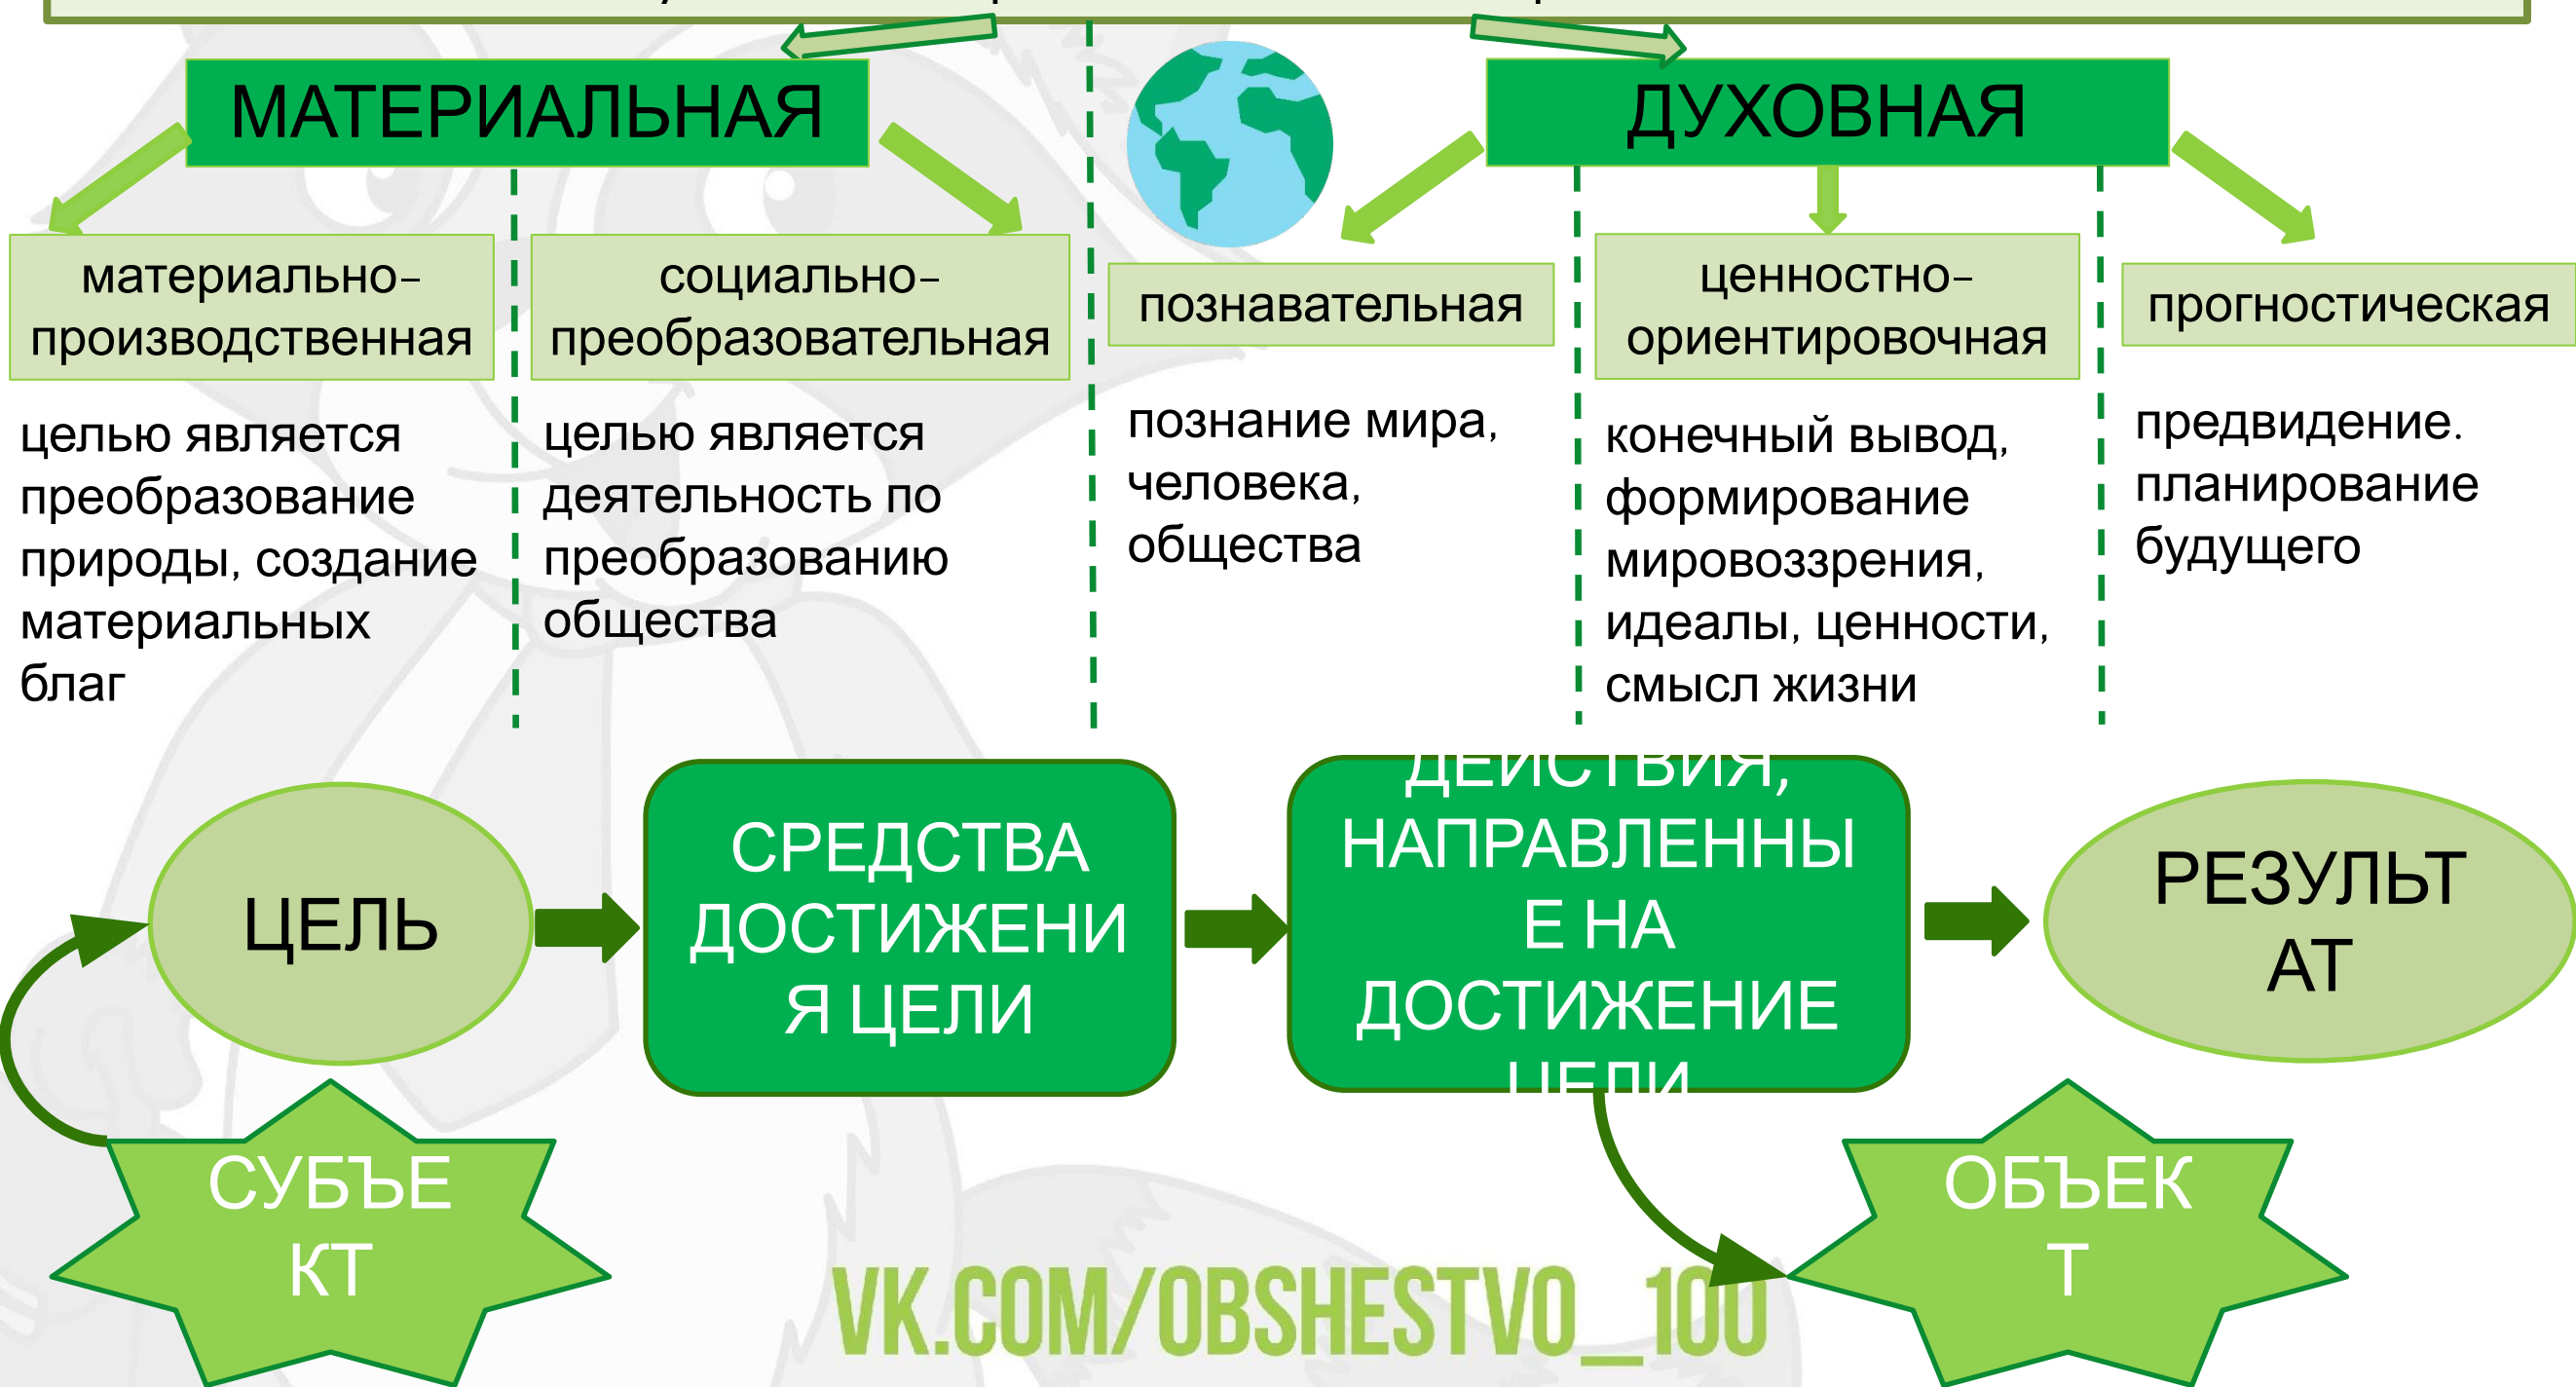 МАТЕРИАЛЬНАЯ
ДУХОВНАЯ
материально-
производственная
социально-
преобразовательная
познавательная
ценностно-
ориентировочная
прогностическая
целью является
преобразование
природы, создание
материальных
благ
целью является
деятельность по
преобразованию
общества
познание мира,
человека,
общества
конечный вывод,
формирование
мировоззрения,
идеалы, ценности,
смысл жизни
предвидение.
планирование
будущего
ЦЕЛЬ
СРЕДСТВА
ДОСТИЖЕНИ
Я ЦЕЛИ
ДЕЙСТВИЯ,
НАПРАВЛЕННЫ
Е НА
ДОСТИЖЕНИЕ
ЦЕЛИ
РЕЗУЛЬТ
АТ
СУБЪЕ
КТ
ОБЪЕК
Т
VK.COM/OBSHESTVO_100